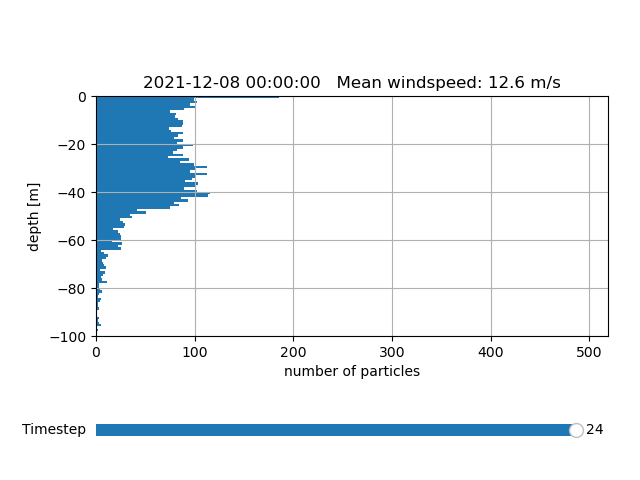 2021-12-08 00:00:00   Mean windspeed: 12.6 m/s
0
−20
−40
−60
−80
−100
depth [m]
0 100 200 300 400 500
number of particles
Timestep 24